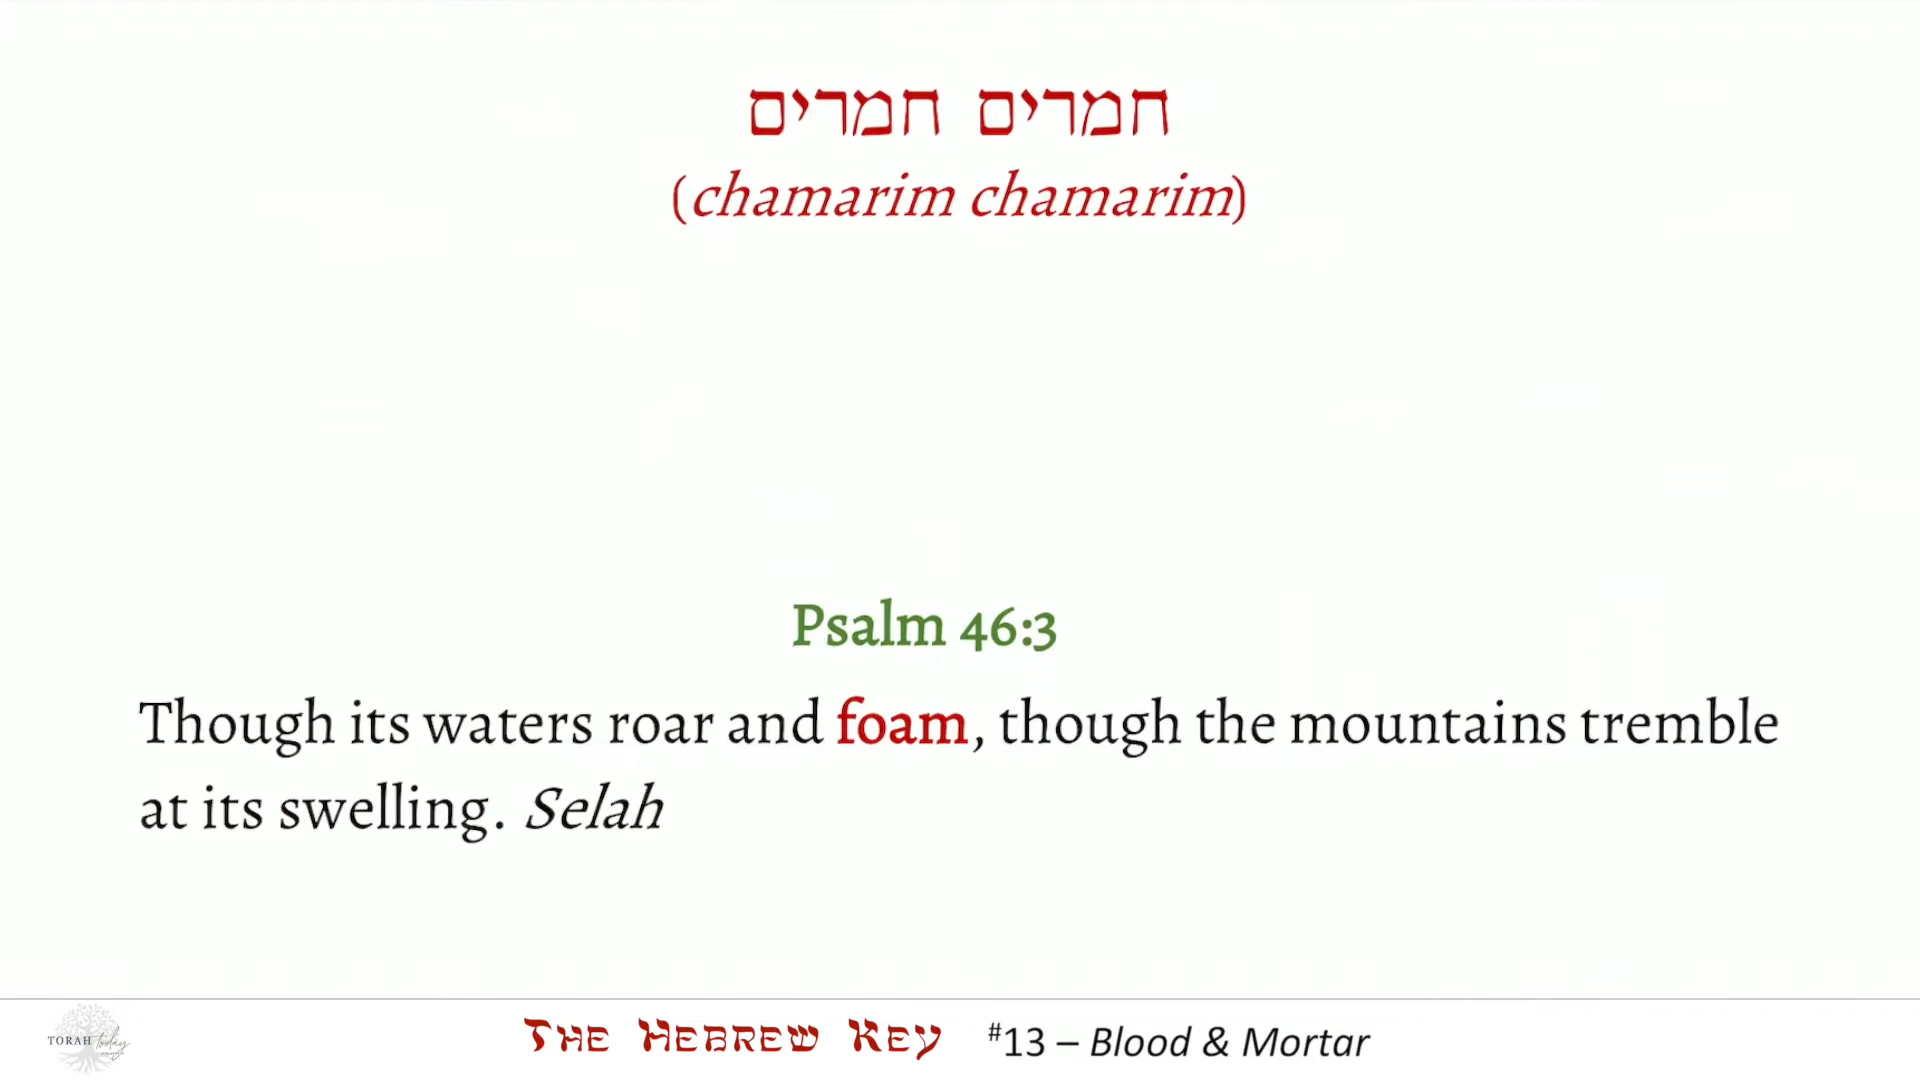 חמרים חמרים
(chamarim chamarim)
Psalm 46:3
Though its waters roar and foam, though the mountains tremble
at its swelling. Selah
TORAH today
THE HEBREW KEY #13 – Blood & Mortar